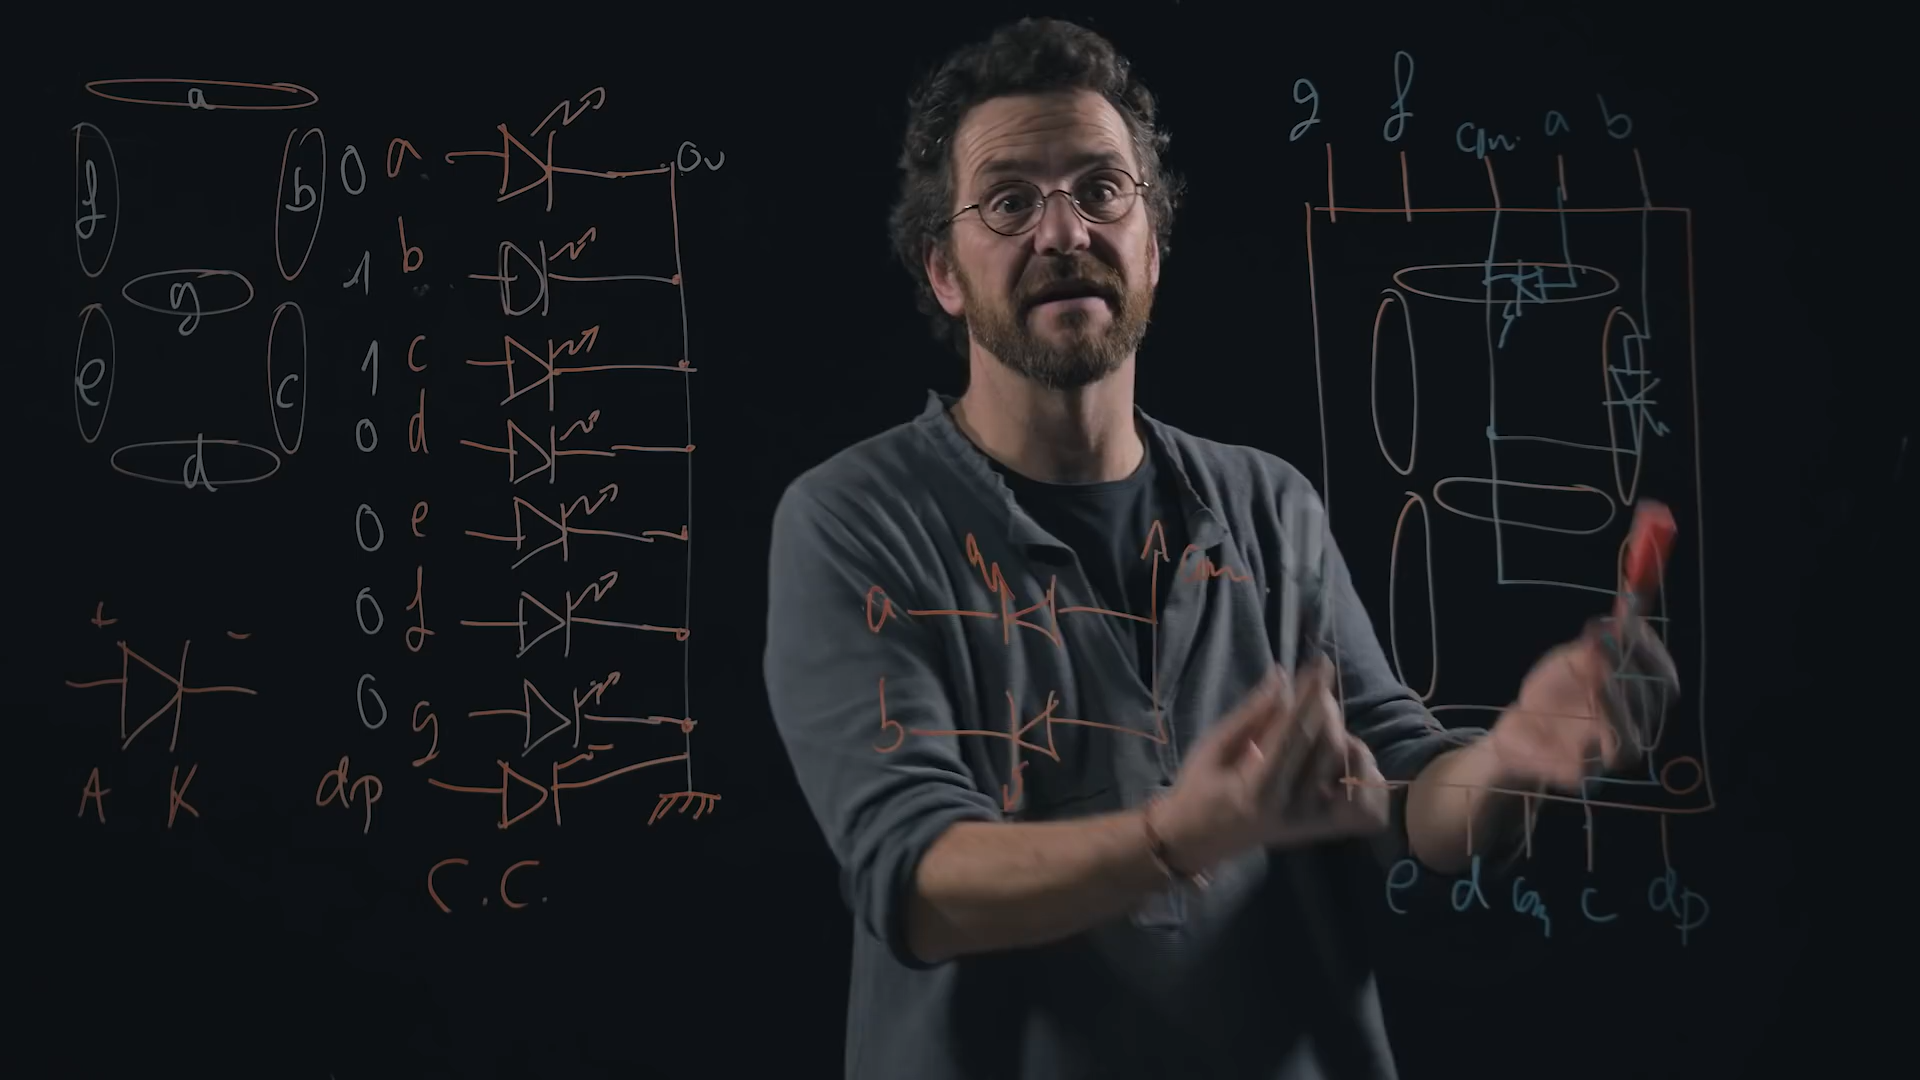 a
f
b
g
e
c
d
0 a 0v
1 b
1 c
0 d
0 e
0 f
0 g
dp
+ -
A K
C.C.
a com
b
g f com a b
e d com c dp